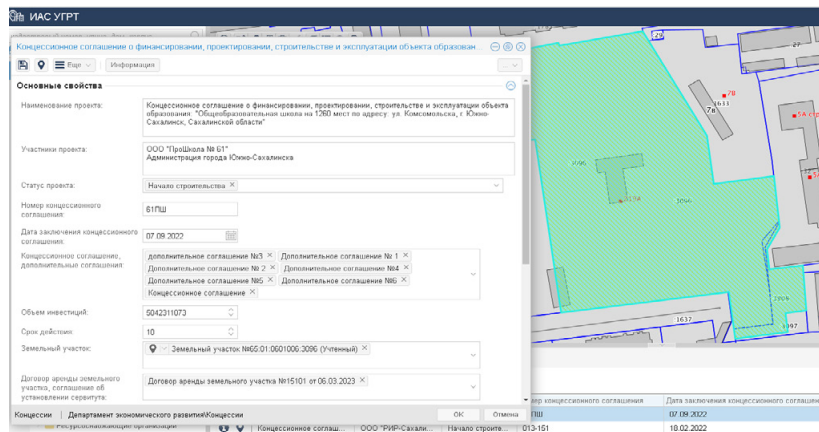 ИАС УГРТ
Концессионное соглашение о финансировании, проектировании, строительстве и эксплуатации объекта образован...
Еще
Информация
...
Основные свойства
Наименование проекта:
Концессионное соглашение о финансировании, проектировании, строительстве и эксплуатации объекта
образования: "Общеобразовательная школа на 1260 мест по адресу: ул. Комсомольска, г. Южно-
Сахалинск, Сахалинской области"
Участники проекта:
ООО "ПроШкола № 61"
Администрация города Южно-Сахалинска
Статус проекта:
Начало строительства ×
Номер концессионного
соглашения:
61ПШ
Дата заключения концессионного
соглашения:
07.09.2022
Концессионное соглашение,
дополнительные соглашения:
дополнительное соглашение №3 × Дополнительное соглашение № 1 ×
Дополнительное соглашение № 2 × Дополнительное соглашение №4 ×
Дополнительное соглашение №5 × Дополнительное соглашение №6 ×
Концессионное соглашение ×
Объем инвестиций:
5042311073
Срок действия:
10
Земельный участок:
Земельный участок №65:01:0601006:3096 (Учтенный) ×
Договор аренды земельного
участка, соглашение об
установлении сервитута:
Договор аренды земельного участка №15101 от 06.03.2023 ×
Концессии | Департамент экономического развития\Концессии
ОК
Отмена
29
27
7В
7в
1633
5А стр
3096
3096
1637
ер концессионного соглашения
Дата заключения концессионного соглашен
ПШ
07.09.2022
Ресурсоснабжающие организации
Концессионное соглаш...
ООО "РИР-Сахали...
Начало строите...
013-151
18.02.2022